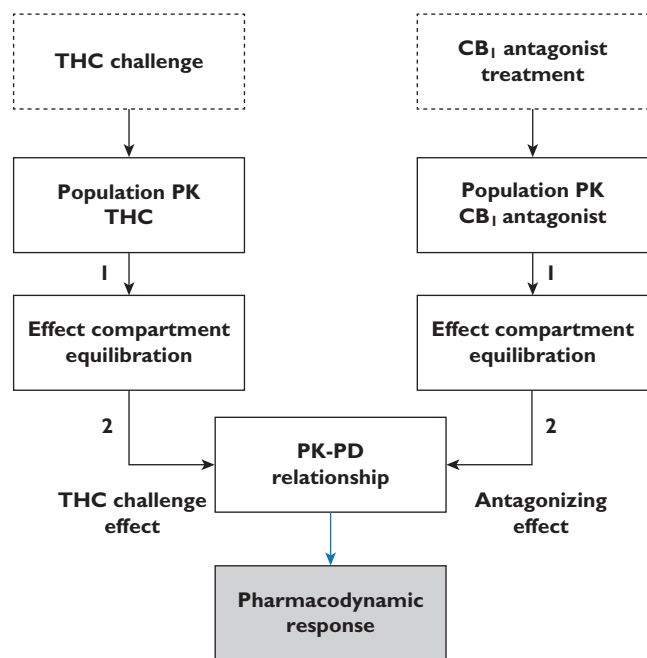 THC challenge
CB₁ antagonist
treatment
Population PK
THC
Population PK
CB₁ antagonist
1
1
Effect compartment
equilibration
Effect compartment
equilibration
2
2
PK-PD
relationship
THC challenge
effect
Antagonizing
effect
Pharmacodynamic
response